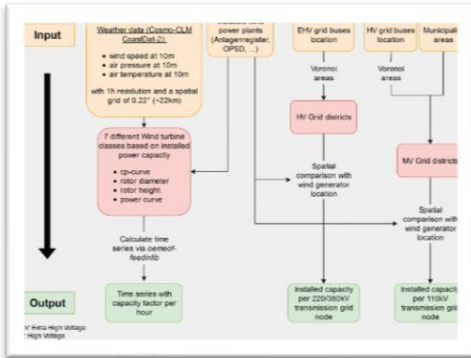 Input
Weather data (Cosmo-CLM
CoastDat-2):
• wind speed at 10m
• air pressure at 10m
• air temperature at 10m
with 1h resolution and a spatial
grid of 0.22° (~22km)
power plants
(Anlagenregister,
OPSD, ...)
EHV grid buses
location
HV grid buses
location
Municipali
areas
Voronoi
areas
Voronoi
areas
HV Grid districts
7 different Wind turbine
classes based on installed
power capacity
• cp-curve
• rotor diameter
• rotor height
• power curve
MV Grid districts
Spatial
comparison with
wind generator
location
Spatial
comparison with
wind generator
location
Calculate time
series via oemof-
feedinlib
Output
Time series with
capacity factor per
hour
Installed capacity
per 220/380kV
transmission grid
node
Installed capacity
per 110kV
transmission grid
node
V: Extra High Voltage
: High Voltage